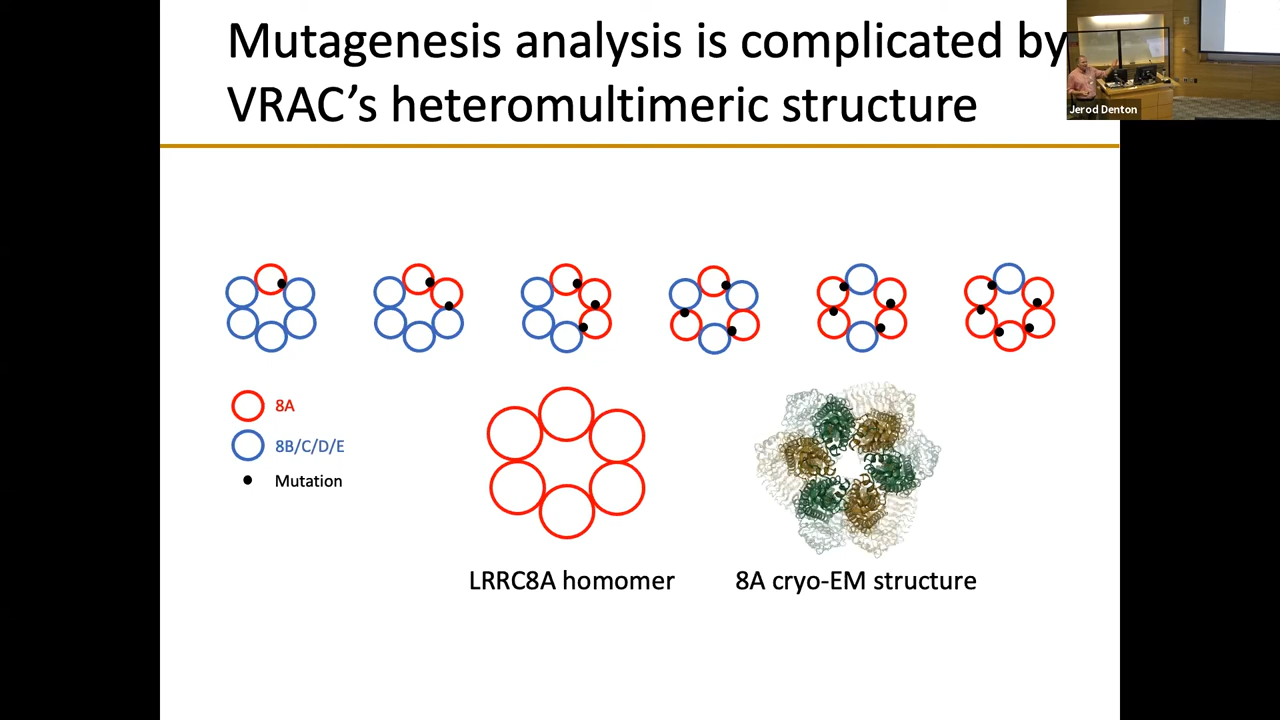 Mutagenesis analysis is complicated by
VRAC’s heteromultimeric structure
Jerod Denton
8A
8B/C/D/E
Mutation
LRRC8A homomer
8A cryo-EM structure